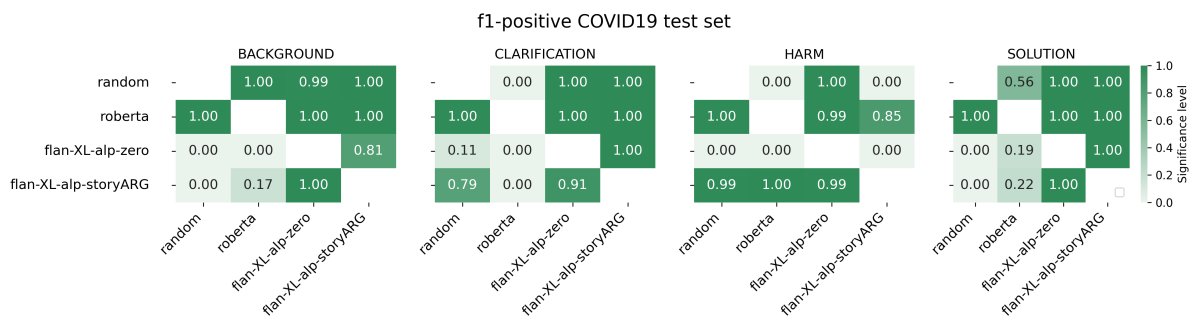 f1-positive COVID19 test set
BACKGROUND CLARIFICATION HARM SOLUTION
random 1.00 0.99 1.00 0.00 1.00 1.00 0.00 1.00 0.00 0.56 1.00 1.00
roberta 1.00 1.00 1.00 1.00 1.00 1.00 1.00 0.99 0.85 1.00 1.00 1.00
flan-XL-alp-zero 0.00 0.00 0.81 0.11 0.00 1.00 0.00 0.00 0.00 0.00 0.19 1.00
flan-XL-alp-storyARG 0.00 0.17 1.00 0.79 0.00 0.91 0.99 1.00 0.99 0.00 0.22 1.00
random roberta flan-XL-alp-zero flan-XL-alp-storyARG
random roberta flan-XL-alp-zero flan-XL-alp-storyARG
random roberta flan-XL-alp-zero flan-XL-alp-storyARG
random roberta flan-XL-alp-zero flan-XL-alp-storyARG
1.0
0.8
0.6
0.4
0.2
0.0
Significance level